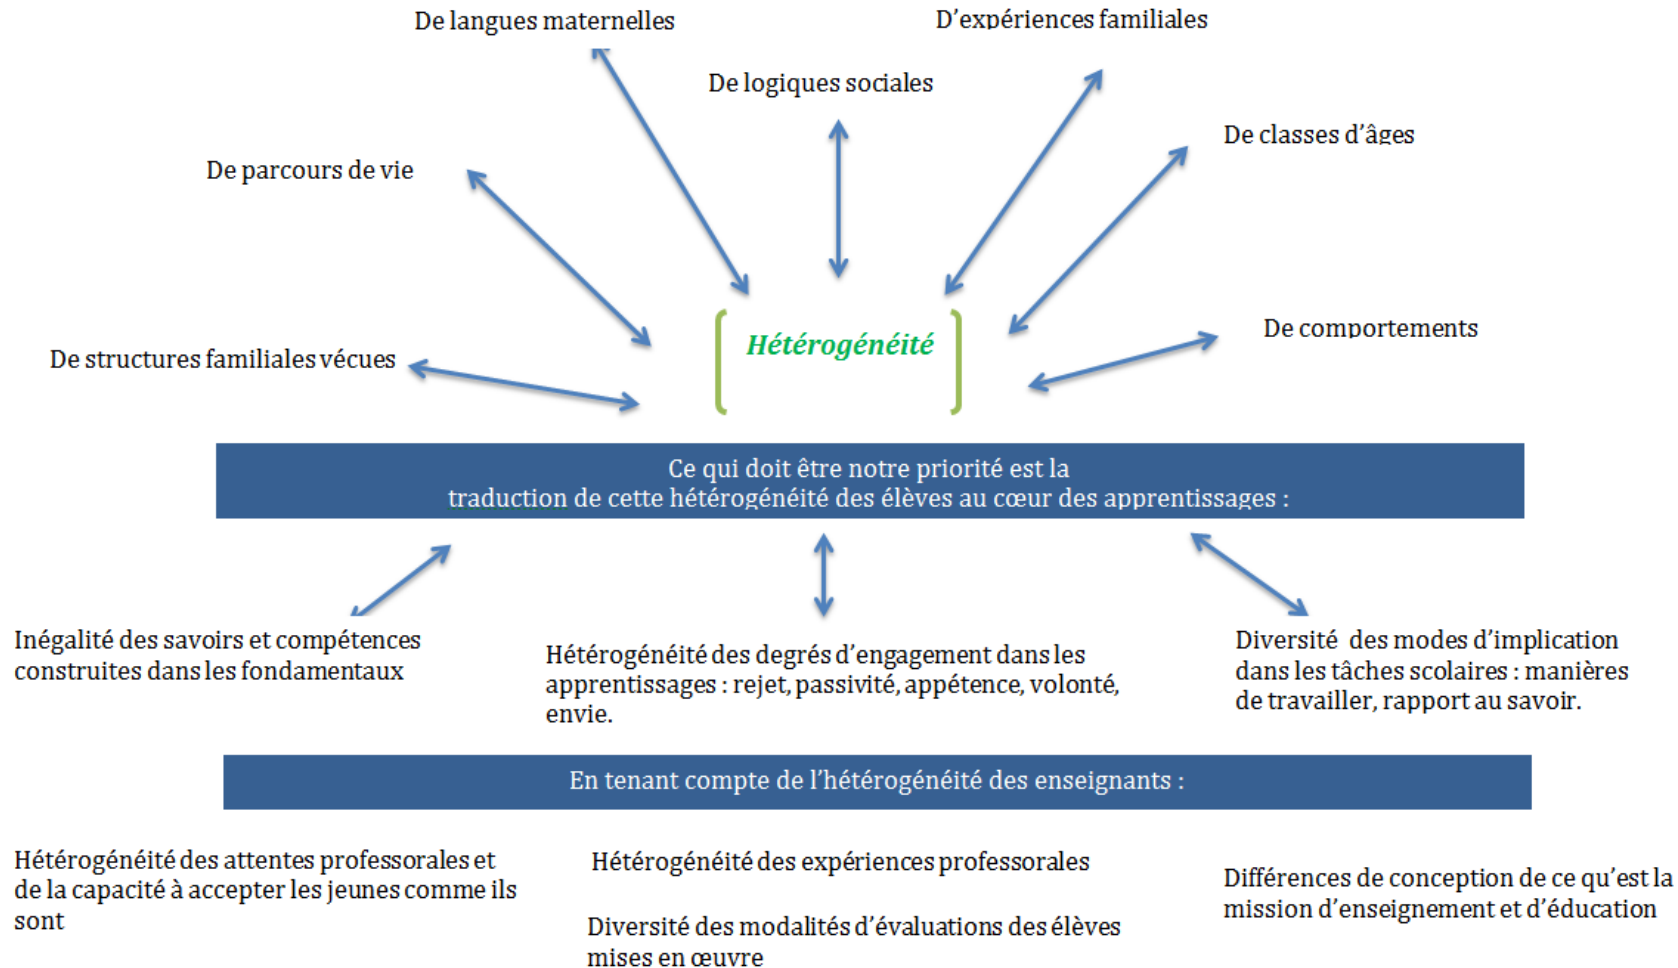 De langues maternelles
D'expériences familiales
De logiques sociales
De classes d'âges
De parcours de vie
De comportements
Hétérogénéité
De structures familiales vécues
Ce qui doit être notre priorité est la
traduction de cette hétérogénéité des élèves au cœur des apprentissages :
Inégalité des savoirs et compétences
construites dans les fondamentaux
Hétérogénéité des degrés d'engagement dans les
apprentissages : rejet, passivité, appétence, volonté,
envie.
Diversité des modes d'implication
dans les tâches scolaires : manières
de travailler, rapport au savoir.
En tenant compte de l'hétérogénéité des enseignants :
Hétérogénéité des attentes professorales et
de la capacité à accepter les jeunes comme ils
sont
Hétérogénéité des expériences professorales
Diversité des modalités d'évaluations des élèves
mises en œuvre
Différences de conception de ce qu'est la
mission d'enseignement et d'éducation